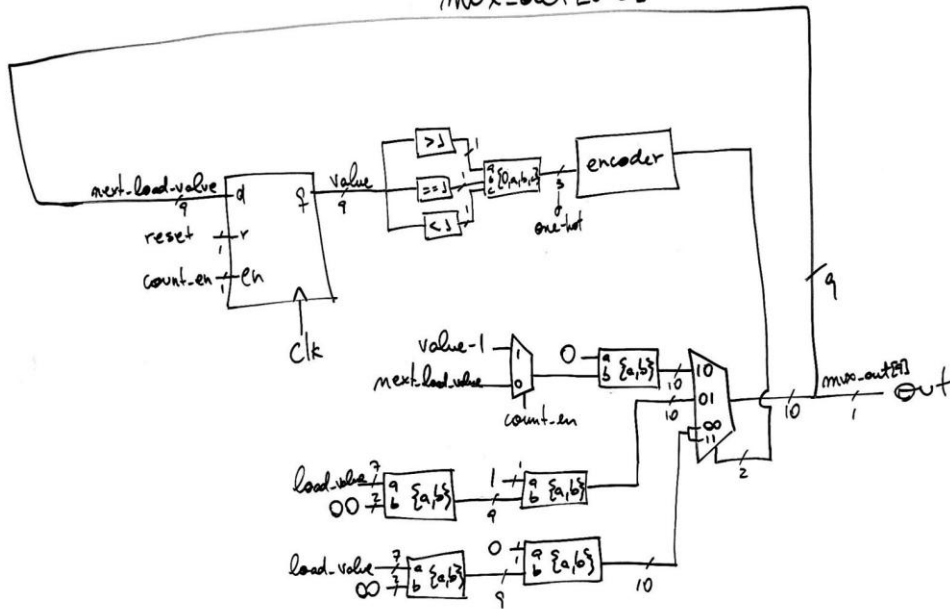 >1
value
next_load_value
9
d
q
9
==1
1
1
1
a
b
c
{0,a,b,c}
3
encoder
reset
1
r
<1
one-hot
count_en
1
en
9
Clk
value-1
1
0
a
b
{a,b}
10
10
next_load_value
0
10
01
mux_out[9]
out
count_en
00
11
10
1
2
load_value
7
a
b
{a,b}
1
1
a
b
{a,b}
00
2
9
load_value
7
a
b
{a,b}
0
1
a
b
{a,b}
00
2
9
10